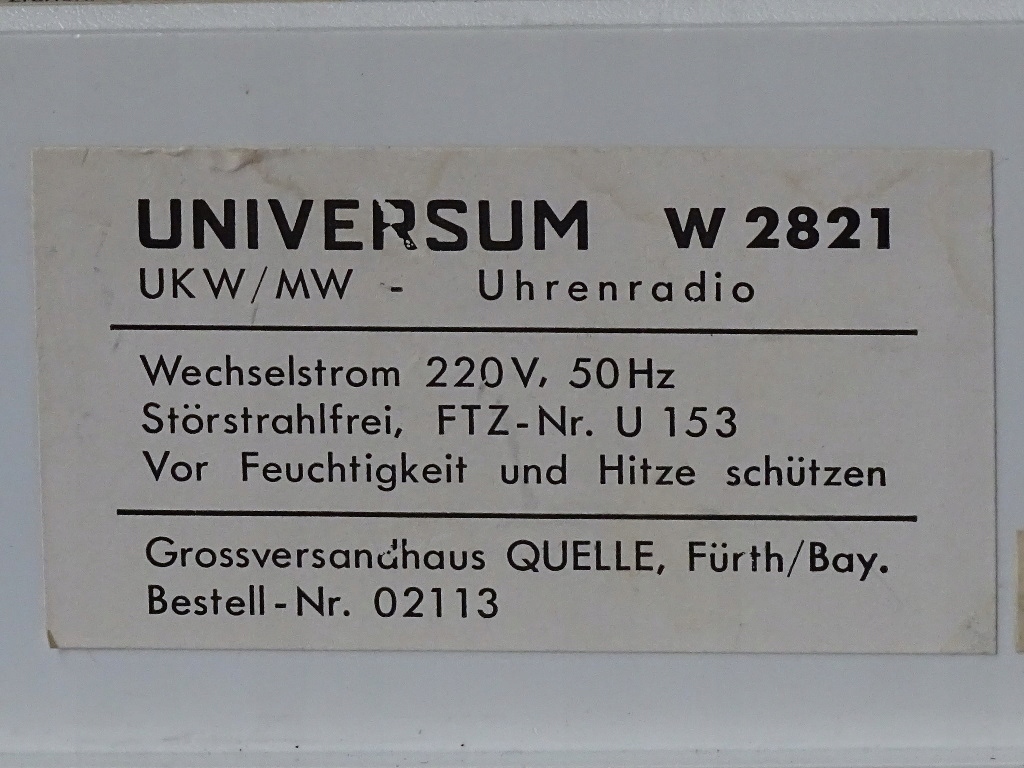 UNIVERSUM W 2821
UKW/MW - Uhrenradio
Wechselstrom 220V, 50Hz
Störstrahlfrei, FTZ-Nr. U 153
Vor Feuchtigkeit und Hitze schützen
Grossversandhaus QUELLE, Fürth/Bay.
Bestell-Nr. 02113